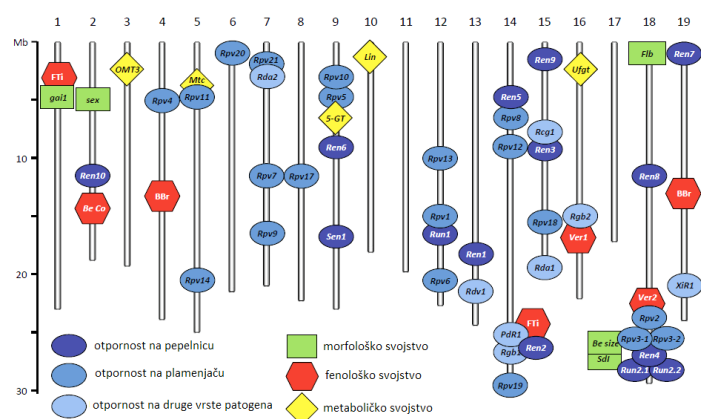 1 2 3 4 5 6 7 8 9 10 11 12 13 14 15 16 17 18 19
Mb
Rpv20 Flb Ren7
Rpv21 Lin Ren9
FTi OMT3 Rda2 Ufgt
Mtc Rpv10
gai1 sex Rpv4 Rpv11 Rpv5 Ren5
5-GT Rpv8
Rcg1
Ren6 Rpv12 Ren3
10
Rpv13
Ren10 Rpv7 Rpv17 Ren8
BBr BBr
Be Co Rpv1 Rgb2
Rpv18
Rpv9 Sen1 Run1 Ver1
Ren1
Rda1
20
Rpv14 Rpv6 XiR1
Rdv1
Ver2
Rpv2
FTi
PdR1 Rpv3-1 Rpv3-2
otpornost na pepelnicu morfološko svojstvo Rgb1 Ren2 Be size
Ren4
Sdl
Run2.1 Run2.2
otpornost na plamenjaču fenološko svojstvo
Rpv19
30
otpornost na druge vrste patogena metaboličko svojstvo